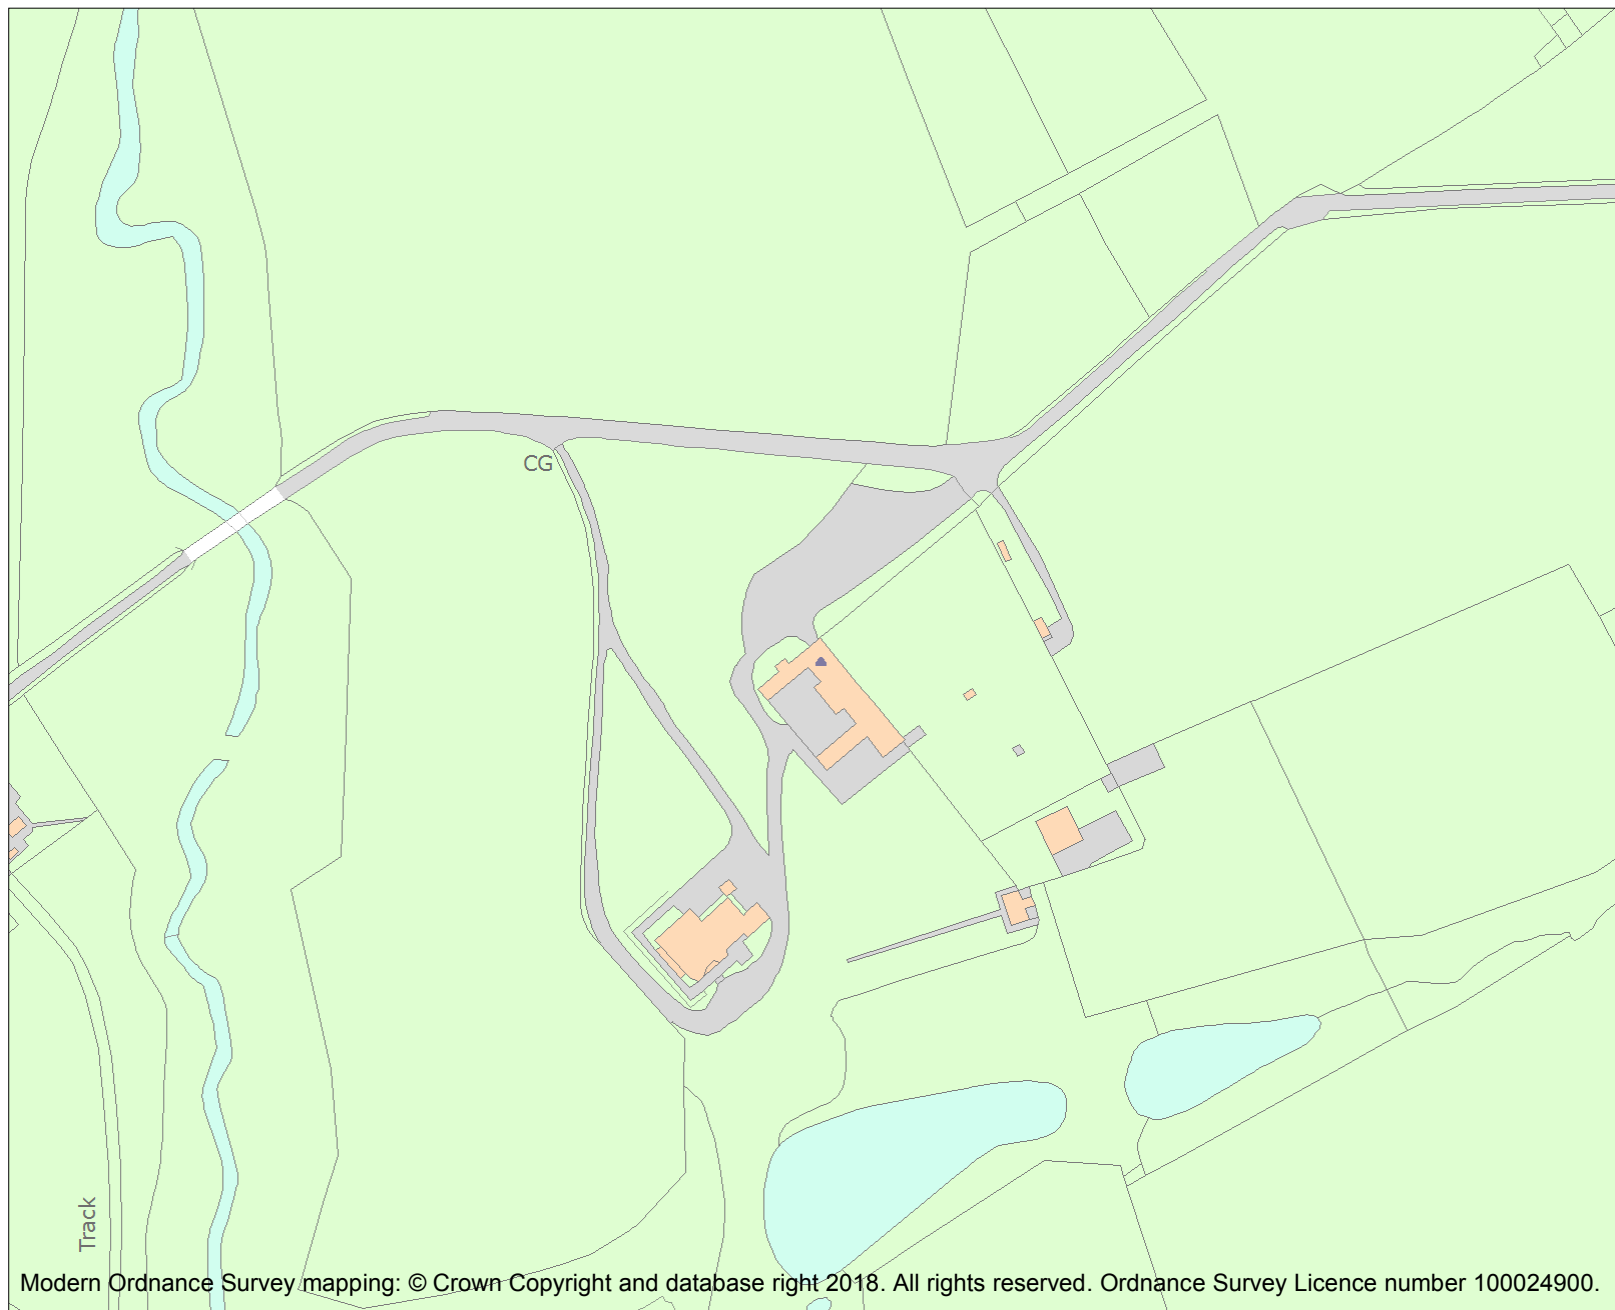 CG
Track
Modern Ordnance Survey mapping: © Crown Copyright and database right 2018. All rights reserved. Ordnance Survey Licence number 100024900.